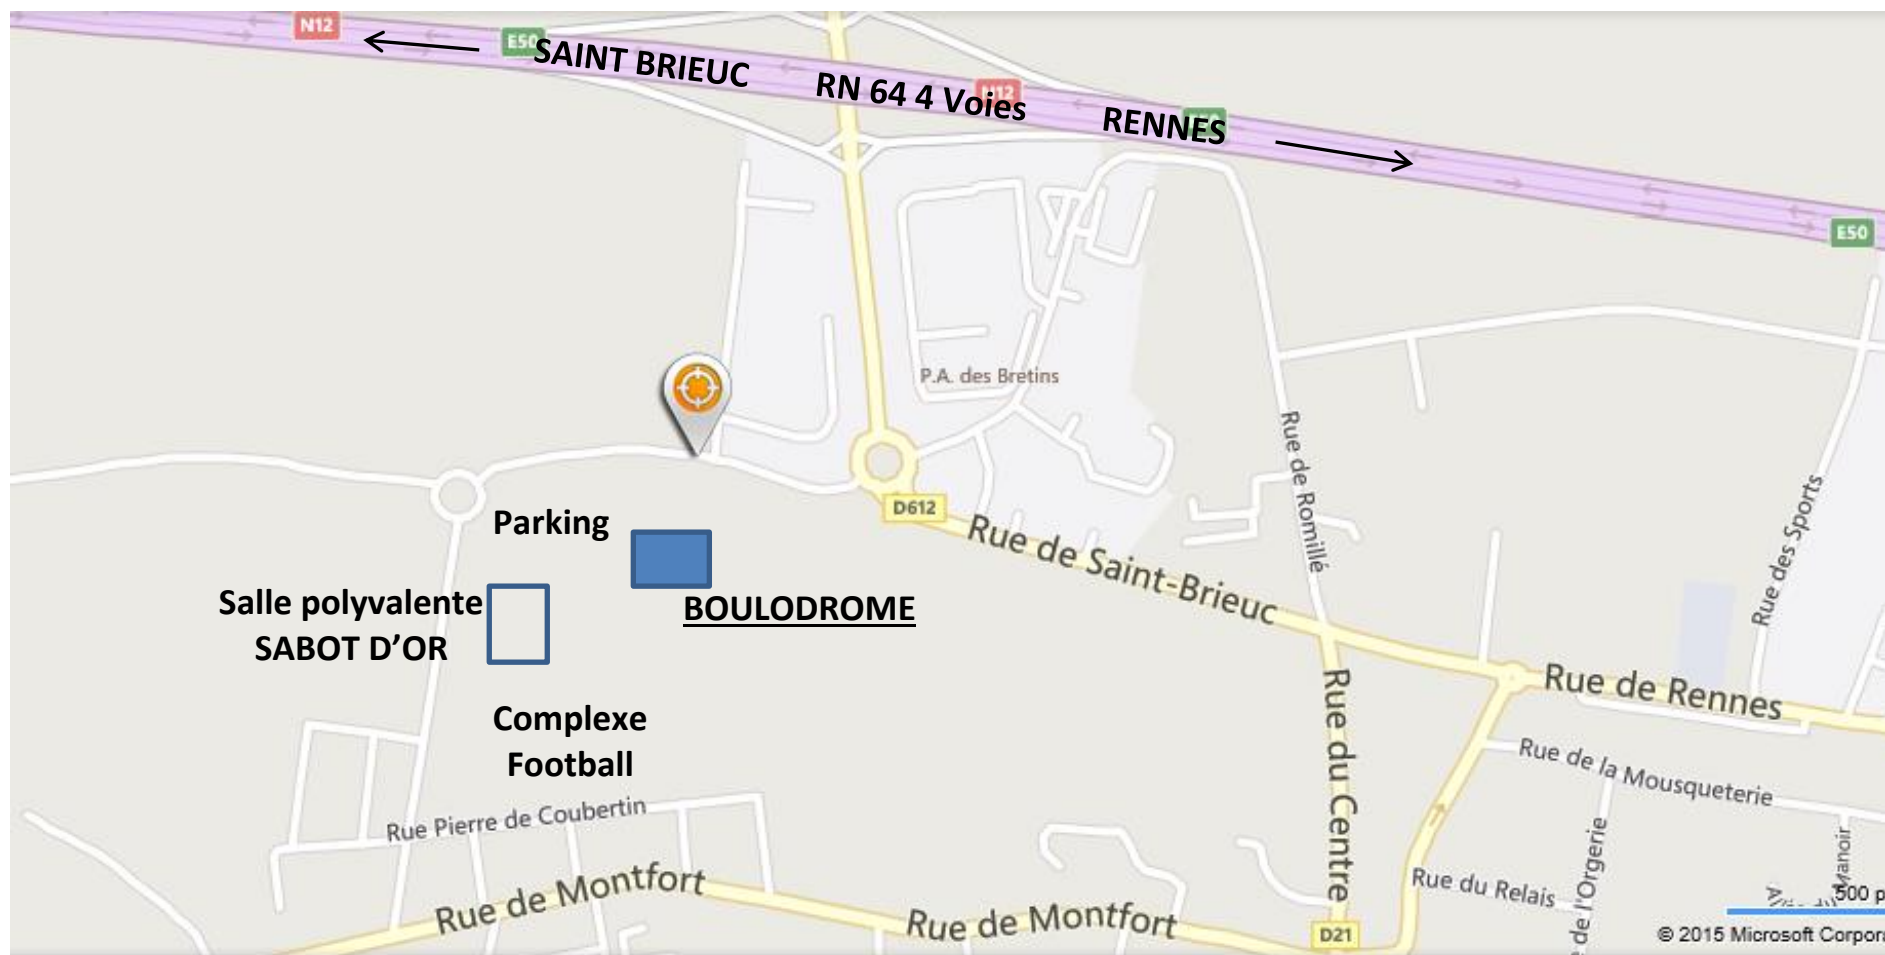 N12
E50
SAINT BRIEUC
RN 64 4 Voies
N12
RENNES
E50
P.A. des Bretins
Rue de Romillé
Rue des Sports
D612
Rue de Saint-Brieuc
Parking
BOULODROME
Salle polyvalente
SABOT D'OR
Complexe
Football
Rue de Rennes
Rue du Centre
Rue de la Mousqueterie
Rue Pierre de Coubertin
Rue de Montfort
Rue de Montfort
Rue du Relais
de l'Orgerie
Manoir
500 p
D21
© 2015 Microsoft Corpor